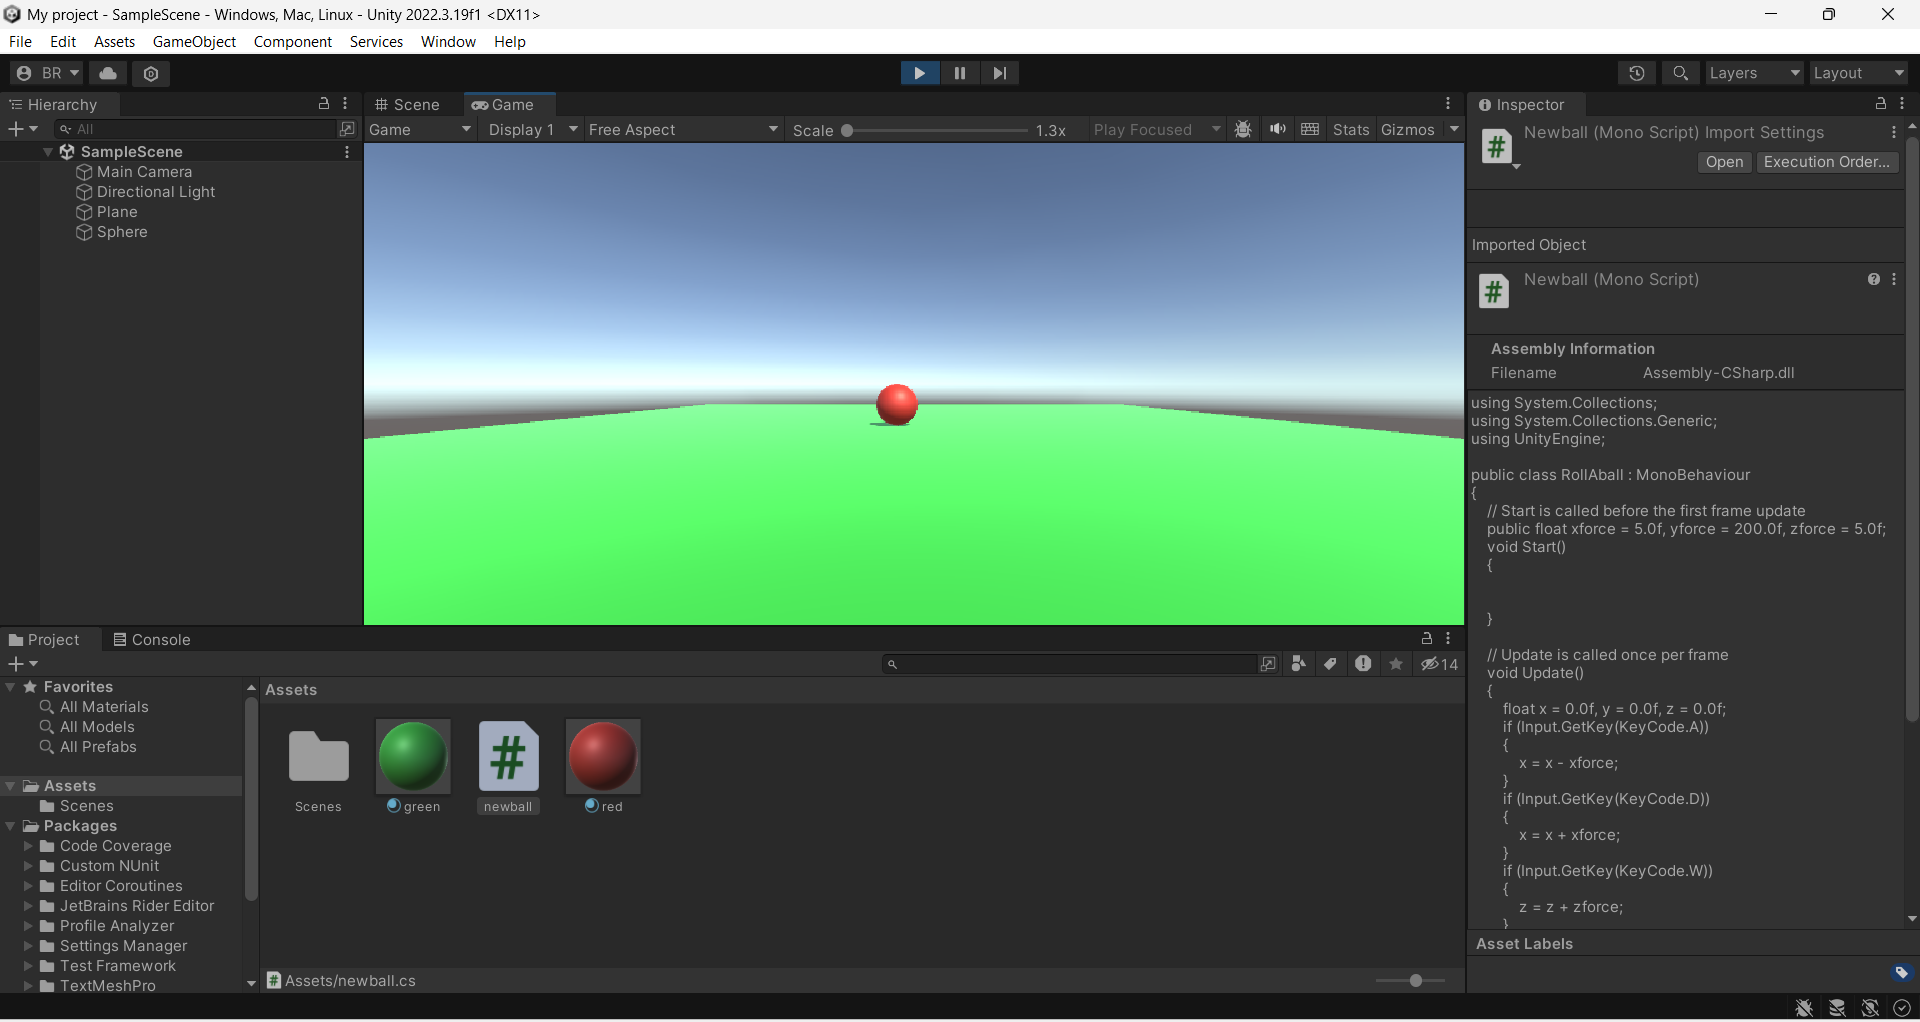 My project - SampleScene - Windows, Mac, Linux - Unity 2022.3.19f1 <DX11>
File Edit Assets GameObject Component Services Window Help
BR
Layers Layout
Hierarchy
All
SampleScene
Main Camera
Directional Light
Plane
Sphere
Scene Game
Game Display 1 Free Aspect Scale 1.3x Play Focused Stats Gizmos
Inspector
Newball (Mono Script) Import Settings
Open Execution Order...
Imported Object
Newball (Mono Script)
Assembly Information
Filename Assembly-CSharp.dll
using System.Collections;
using System.Collections.Generic;
using UnityEngine;
public class RollAball : MonoBehaviour
{
// Start is called before the first frame update
public float xforce = 5.0f, yforce = 200.0f, zforce = 5.0f;
void Start()
{
}
// Update is called once per frame
void Update()
{
float x = 0.0f, y = 0.0f, z = 0.0f;
if (Input.GetKey(KeyCode.A))
{
x = x - xforce;
}
if (Input.GetKey(KeyCode.D))
{
x = x + xforce;
}
if (Input.GetKey(KeyCode.W))
{
z = z + zforce;
}
Asset Labels
Project Console
14
Favorites
All Materials
All Models
All Prefabs
Assets
Scenes
Packages
Code Coverage
Custom NUnit
Editor Coroutines
JetBrains Rider Editor
Profile Analyzer
Settings Manager
Test Framework
TextMeshPro
Assets
Scenes green newball red
Assets/newball.cs